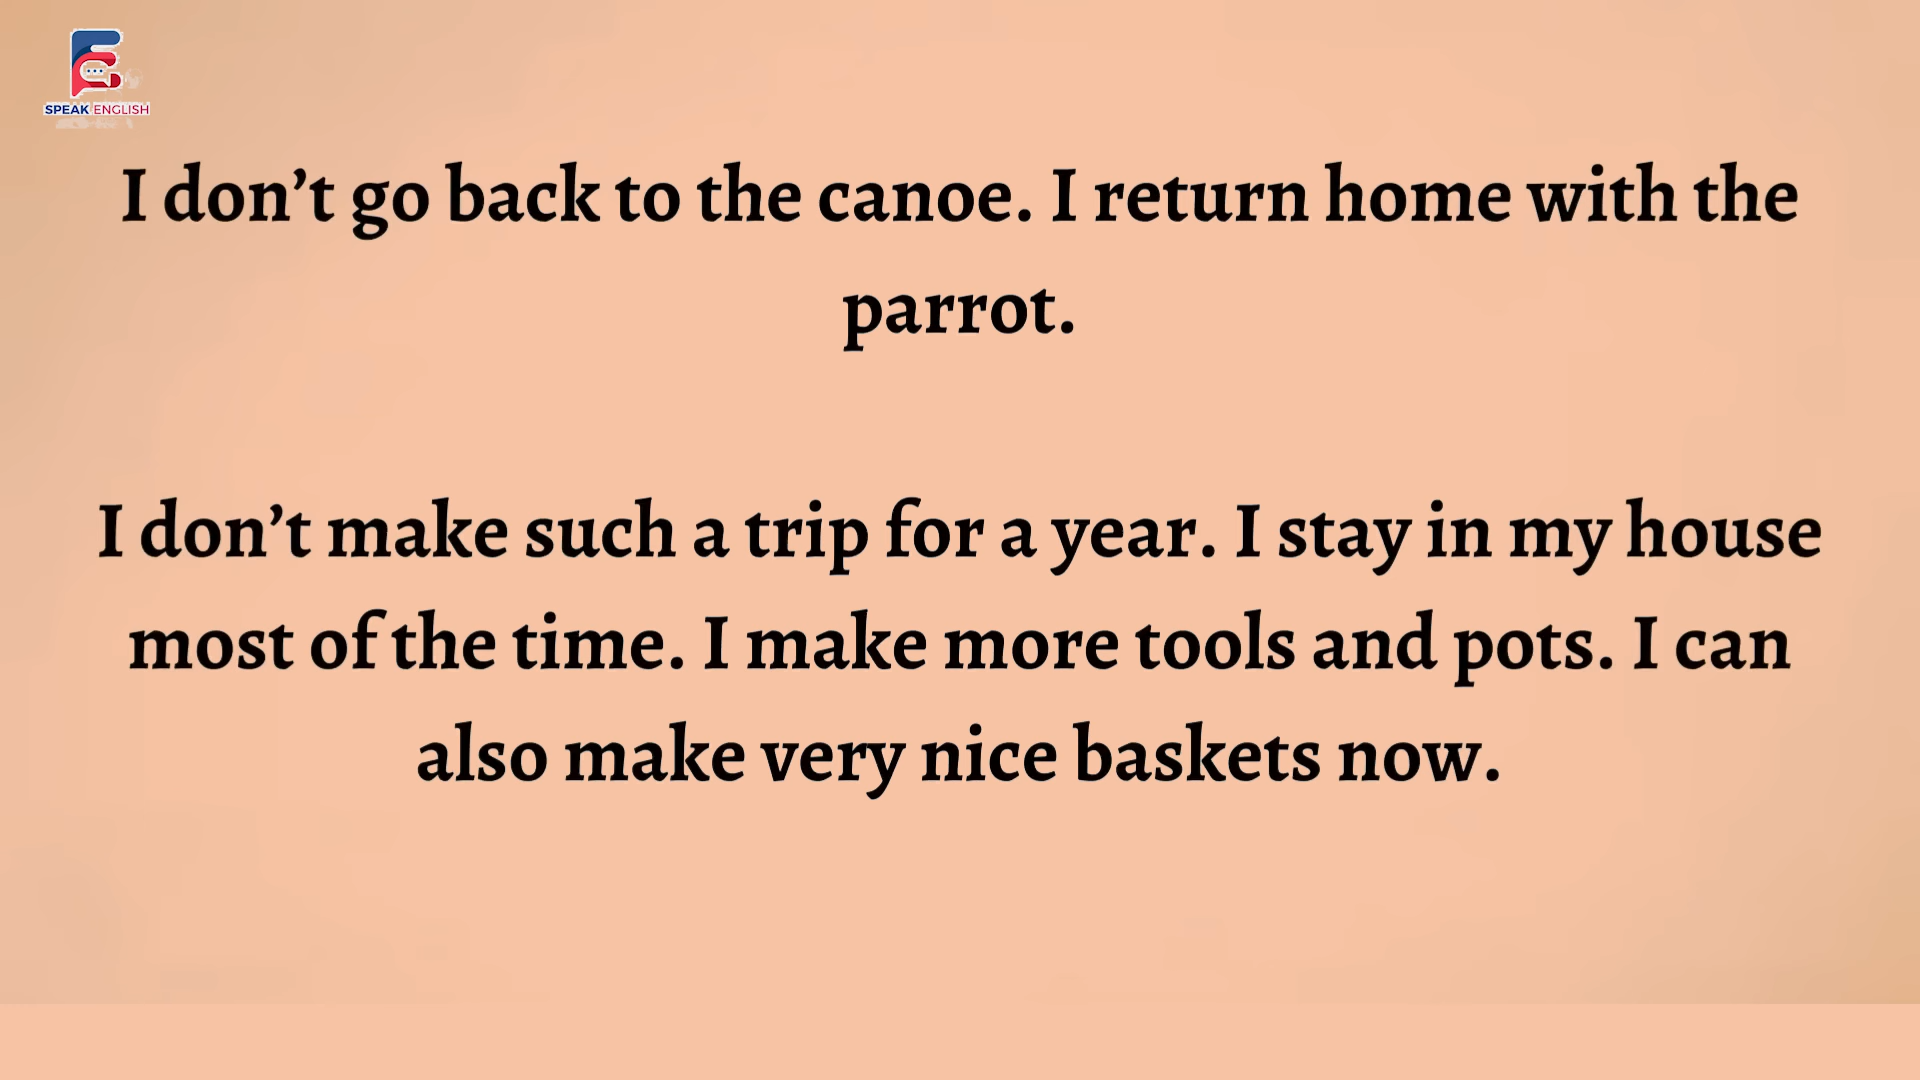 SPEAK ENGLISH
I don’t go back to the canoe. I return home with the
parrot.
I don’t make such a trip for a year. I stay in my house
most of the time. I make more tools and pots. I can
also make very nice baskets now.